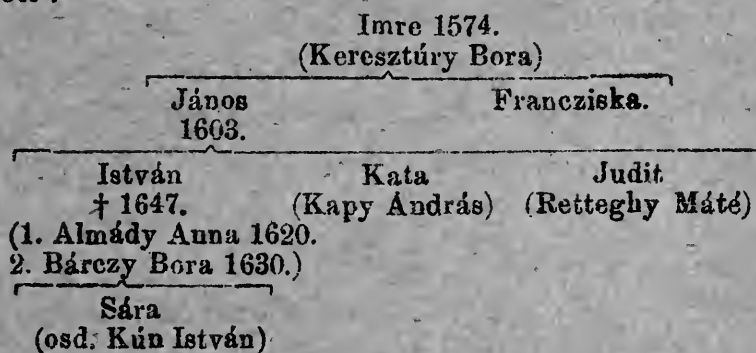 Imre 1574.
(Keresztúry Bora)
János Francziska.
1603.
István Kata Judit
† 1647. (Kapy András) (Retteghy Máté)
(1. Almády Anna 1620.
2. Bárczy Bora 1630.)
Sára
(osd. Kún István)